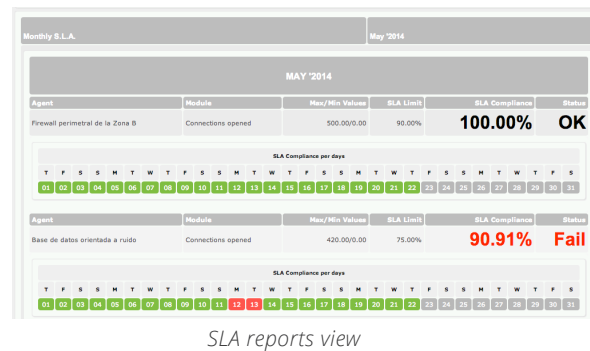 Monthly S.L.A. May '2014
MAY '2014
Agent Module Max/Min Values SLA Limit SLA Compliance Status
Firewall perimetral de la Zona B Connections opened 500.00/0.00 90.00% 100.00% OK
SLA Compliance per days
T F S S M T W T F S S M T W T F S S M T W T F S S M T W T F S
01 02 03 04 05 06 07 08 09 10 11 12 13 14 15 16 17 18 19 20 21 22 23 24 25 26 27 28 29 30 31
Agent Module Max/Min Values SLA Limit SLA Compliance Status
Base de datos orientada a ruido Connections opened 420.00/0.00 75.00% 90.91% Fail
SLA Compliance per days
T F S S M T W T F S S M T W T F S S M T W T F S S M T W T F S
01 02 03 04 05 06 07 08 09 10 11 12 13 14 15 16 17 18 19 20 21 22 23 24 25 26 27 28 29 30 31
SLA reports view